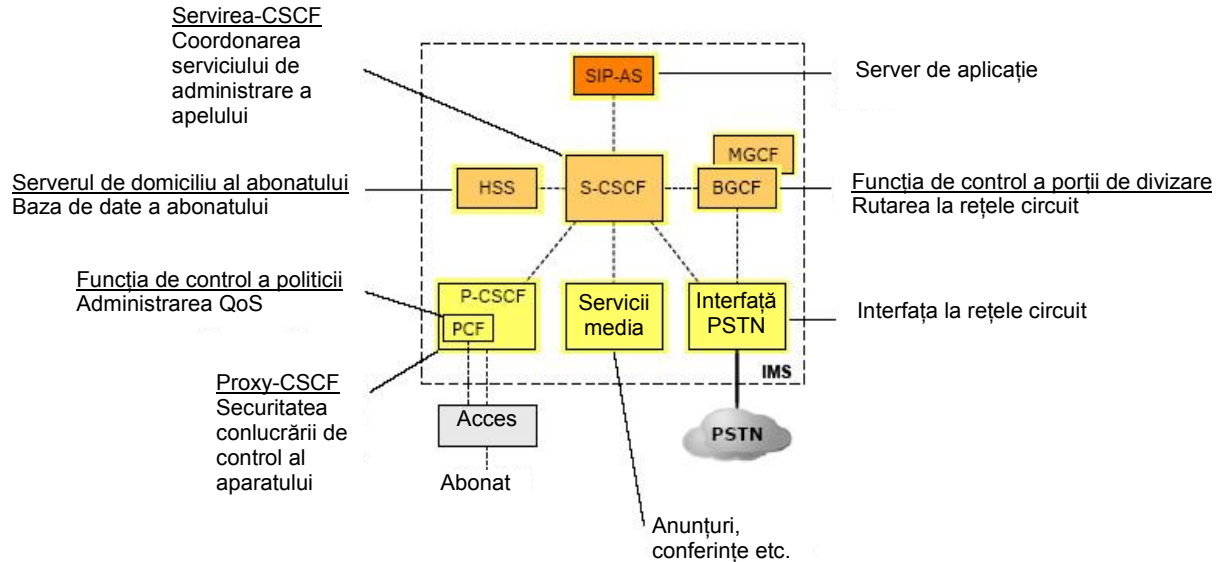 Servirea-CSCF
Coordonarea
serviciului de
administrare a
apelului
SIP-AS
Server de aplicație
MGCF
Serverul de domiciliu al abonatului
Baza de date a abonatului
HSS
S-CSCF
BGCF
Funcția de control a porții de divizare
Rutarea la rețele circuit
Funcția de control a politicii
Administrarea QoS
P-CSCF
PCF
Servicii
media
Interfață
PSTN
Interfața la rețele circuit
IMS
Proxy-CSCF
Securitatea
conlucrării de
control al
aparatului
Acces
PSTN
Abonat
Anunțuri,
conferințe etc.